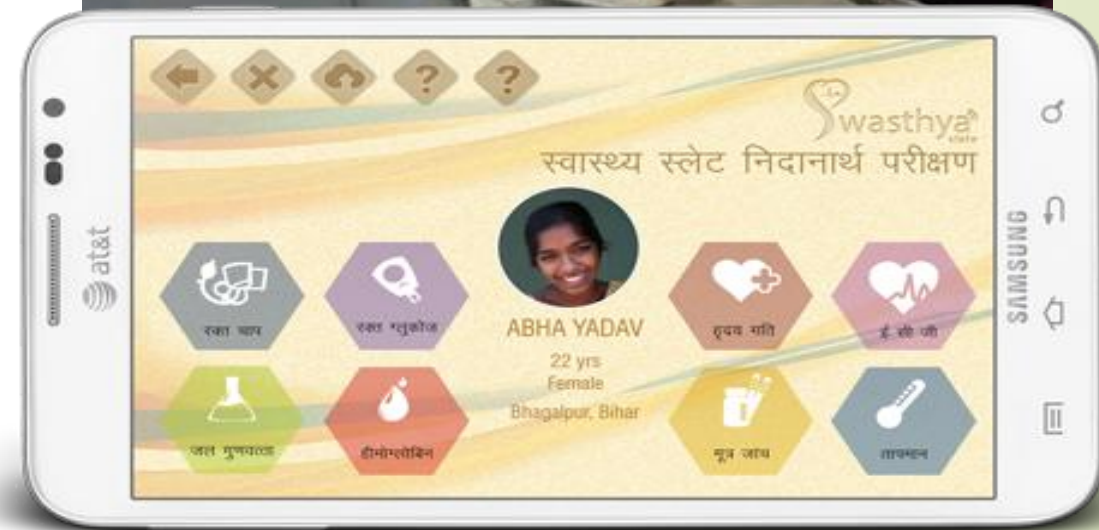 Swasthya
slate
स्वास्थ्य स्लेट निदानार्थ परीक्षण
रक्त चाप
रक्त ग्लुकोज
हृदय गति
ई सी जी
ABHA YADAV
22 yrs
Female
Bhagalpur, Bihar
जल गुणवत्ता
हीमोग्लोबिन
मूत्र जांच
तापमान
at&t
SAMSUNG